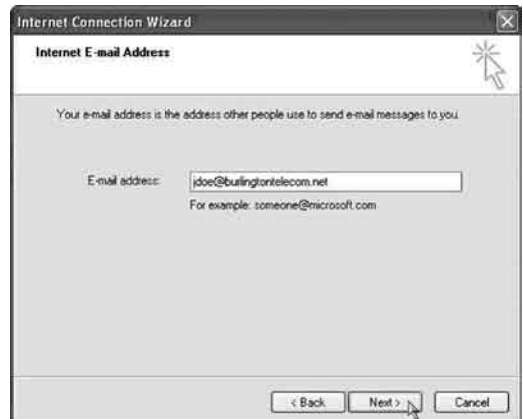 Internet Connection Wizard
Internet E-mail Address
Your e-mail address is the address other people use to send e-mail messages to you.
E-mail address: jdoe@burlingtontelecom.net
For example: someone@microsoft.com
< Back Next > Cancel